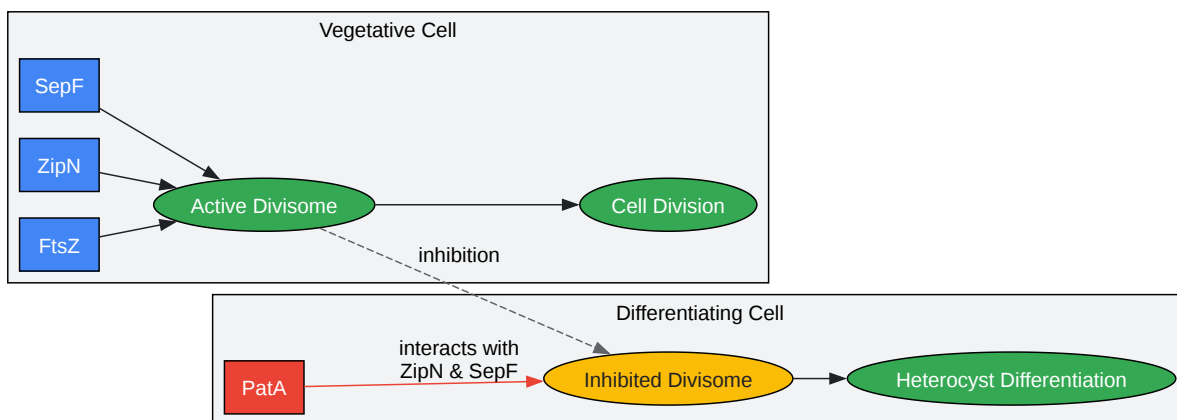 Vegetative Cell
SepF
ZipN
FtsZ
Active Divisome
Cell Division
inhibition
Differentiating Cell
PatA
interacts with
ZipN & SepF
Inhibited Divisome
Heterocyst Differentiation